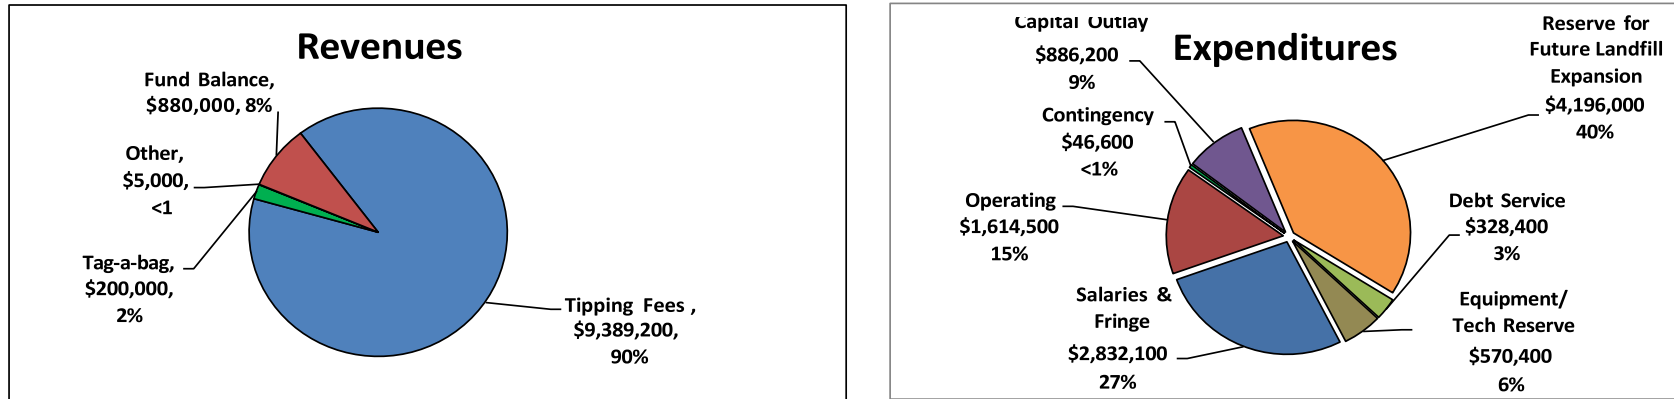 Revenues
Fund Balance,
$880,000, 8%
Other,
$5,000,
<1
Tag-a-bag,
$200,000,
2%
Tipping Fees ,
$9,389,200,
90%
Expenditures
Capital Outlay
$886,200
9%
Contingency
$46,600
<1%
Operating
$1,614,500
15%
Salaries &
Fringe
$2,832,100
27%
Reserve for
Future Landfill
Expansion
$4,196,000
40%
Debt Service
$328,400
3%
Equipment/
Tech Reserve
$570,400
6%